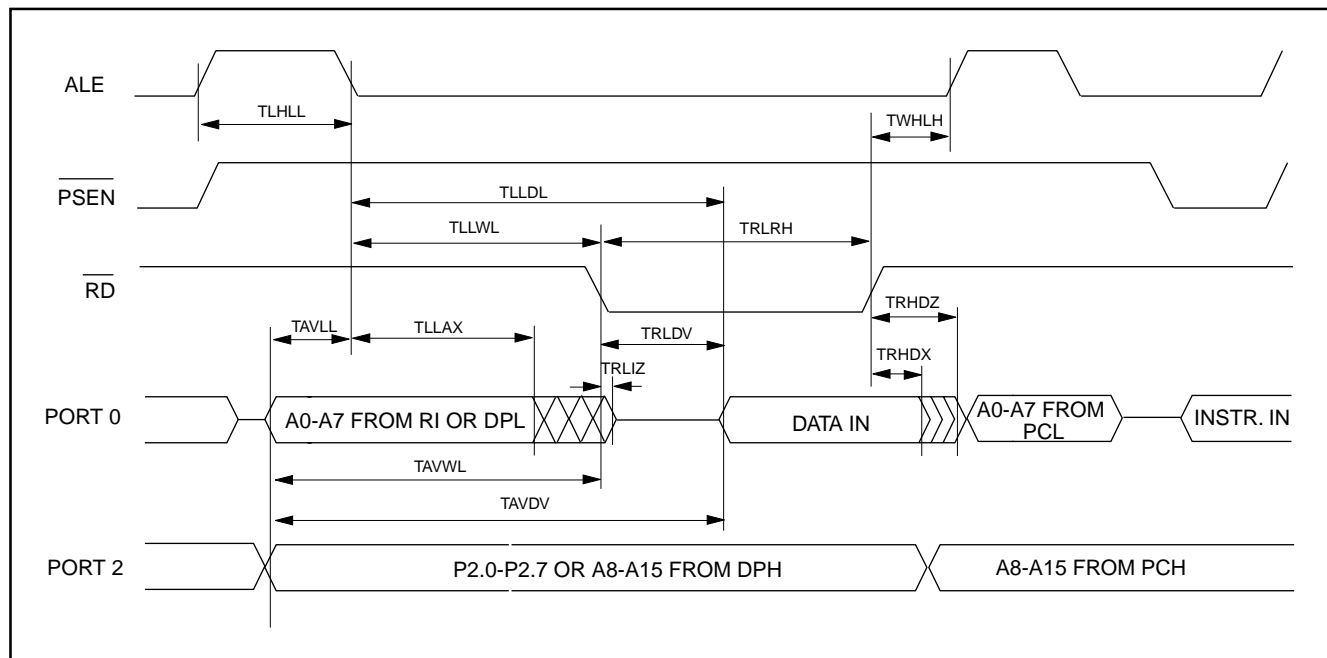 ALE
TLHLL
TWHLH
PSEN
TLLDL
TLLWL
TRLRH
RD
TRHDZ
TAVLL
TLLAX
TRLDV
TRHDX
TRLIZ
PORT 0
A0-A7 FROM RI OR DPL
DATA IN
A0-A7 FROM
PCL
INSTR. IN
TAVWL
TAVDV
PORT 2
P2.0-P2.7 OR A8-A15 FROM DPH
A8-A15 FROM PCH